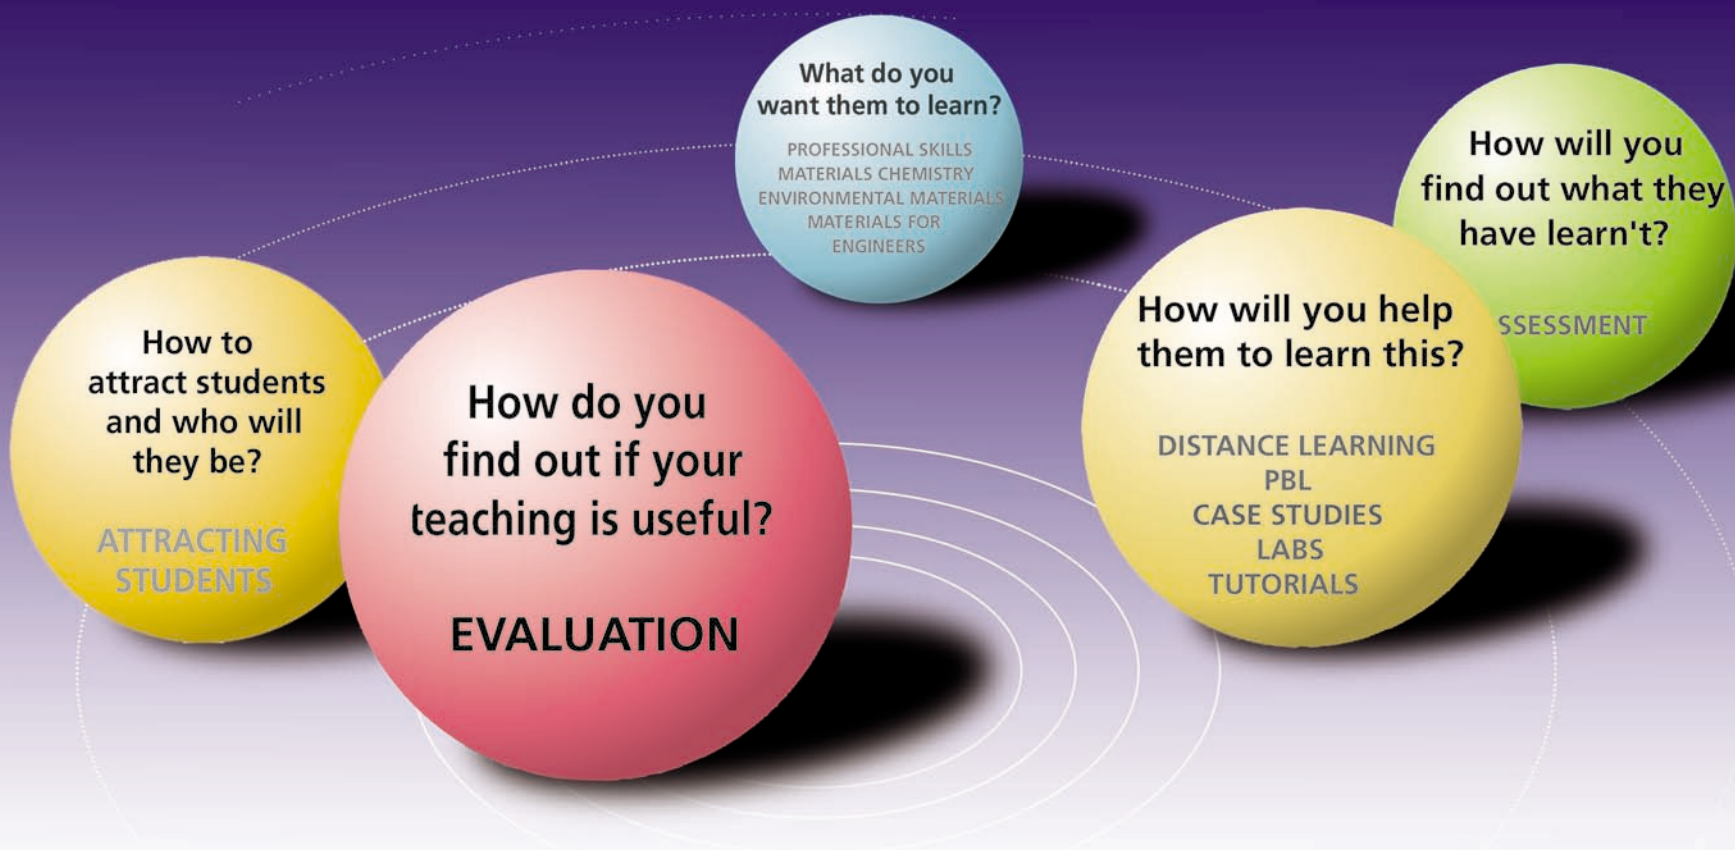 What do you
want them to learn?
PROFESSIONAL SKILLS
MATERIALS CHEMISTRY
ENVIRONMENTAL MATERIALS
MATERIALS FOR
ENGINEERS
How will you
find out what they
have learn't?
SSESSMENT
How will you help
them to learn this?
DISTANCE LEARNING
PBL
CASE STUDIES
LABS
TUTORIALS
How to
attract students
and who will
they be?
ATTRACTING
STUDENTS
How do you
find out if your
teaching is useful?
EVALUATION